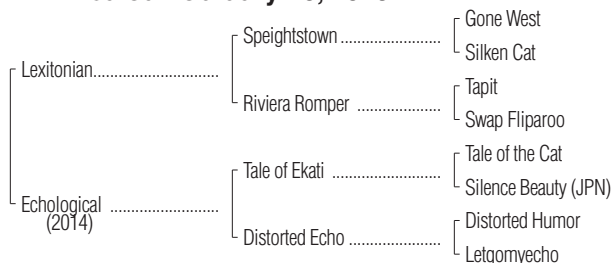 Gone West
Speightstown
Silken Cat
Lexitonian
Tapit
Riviera Romper
Swap Fliparoo
Tale of the Cat
Tale of Ekati
Silence Beauty (JPN)
Echological
(2014)
Distorted Humor
Distorted Echo
Letgomyecho